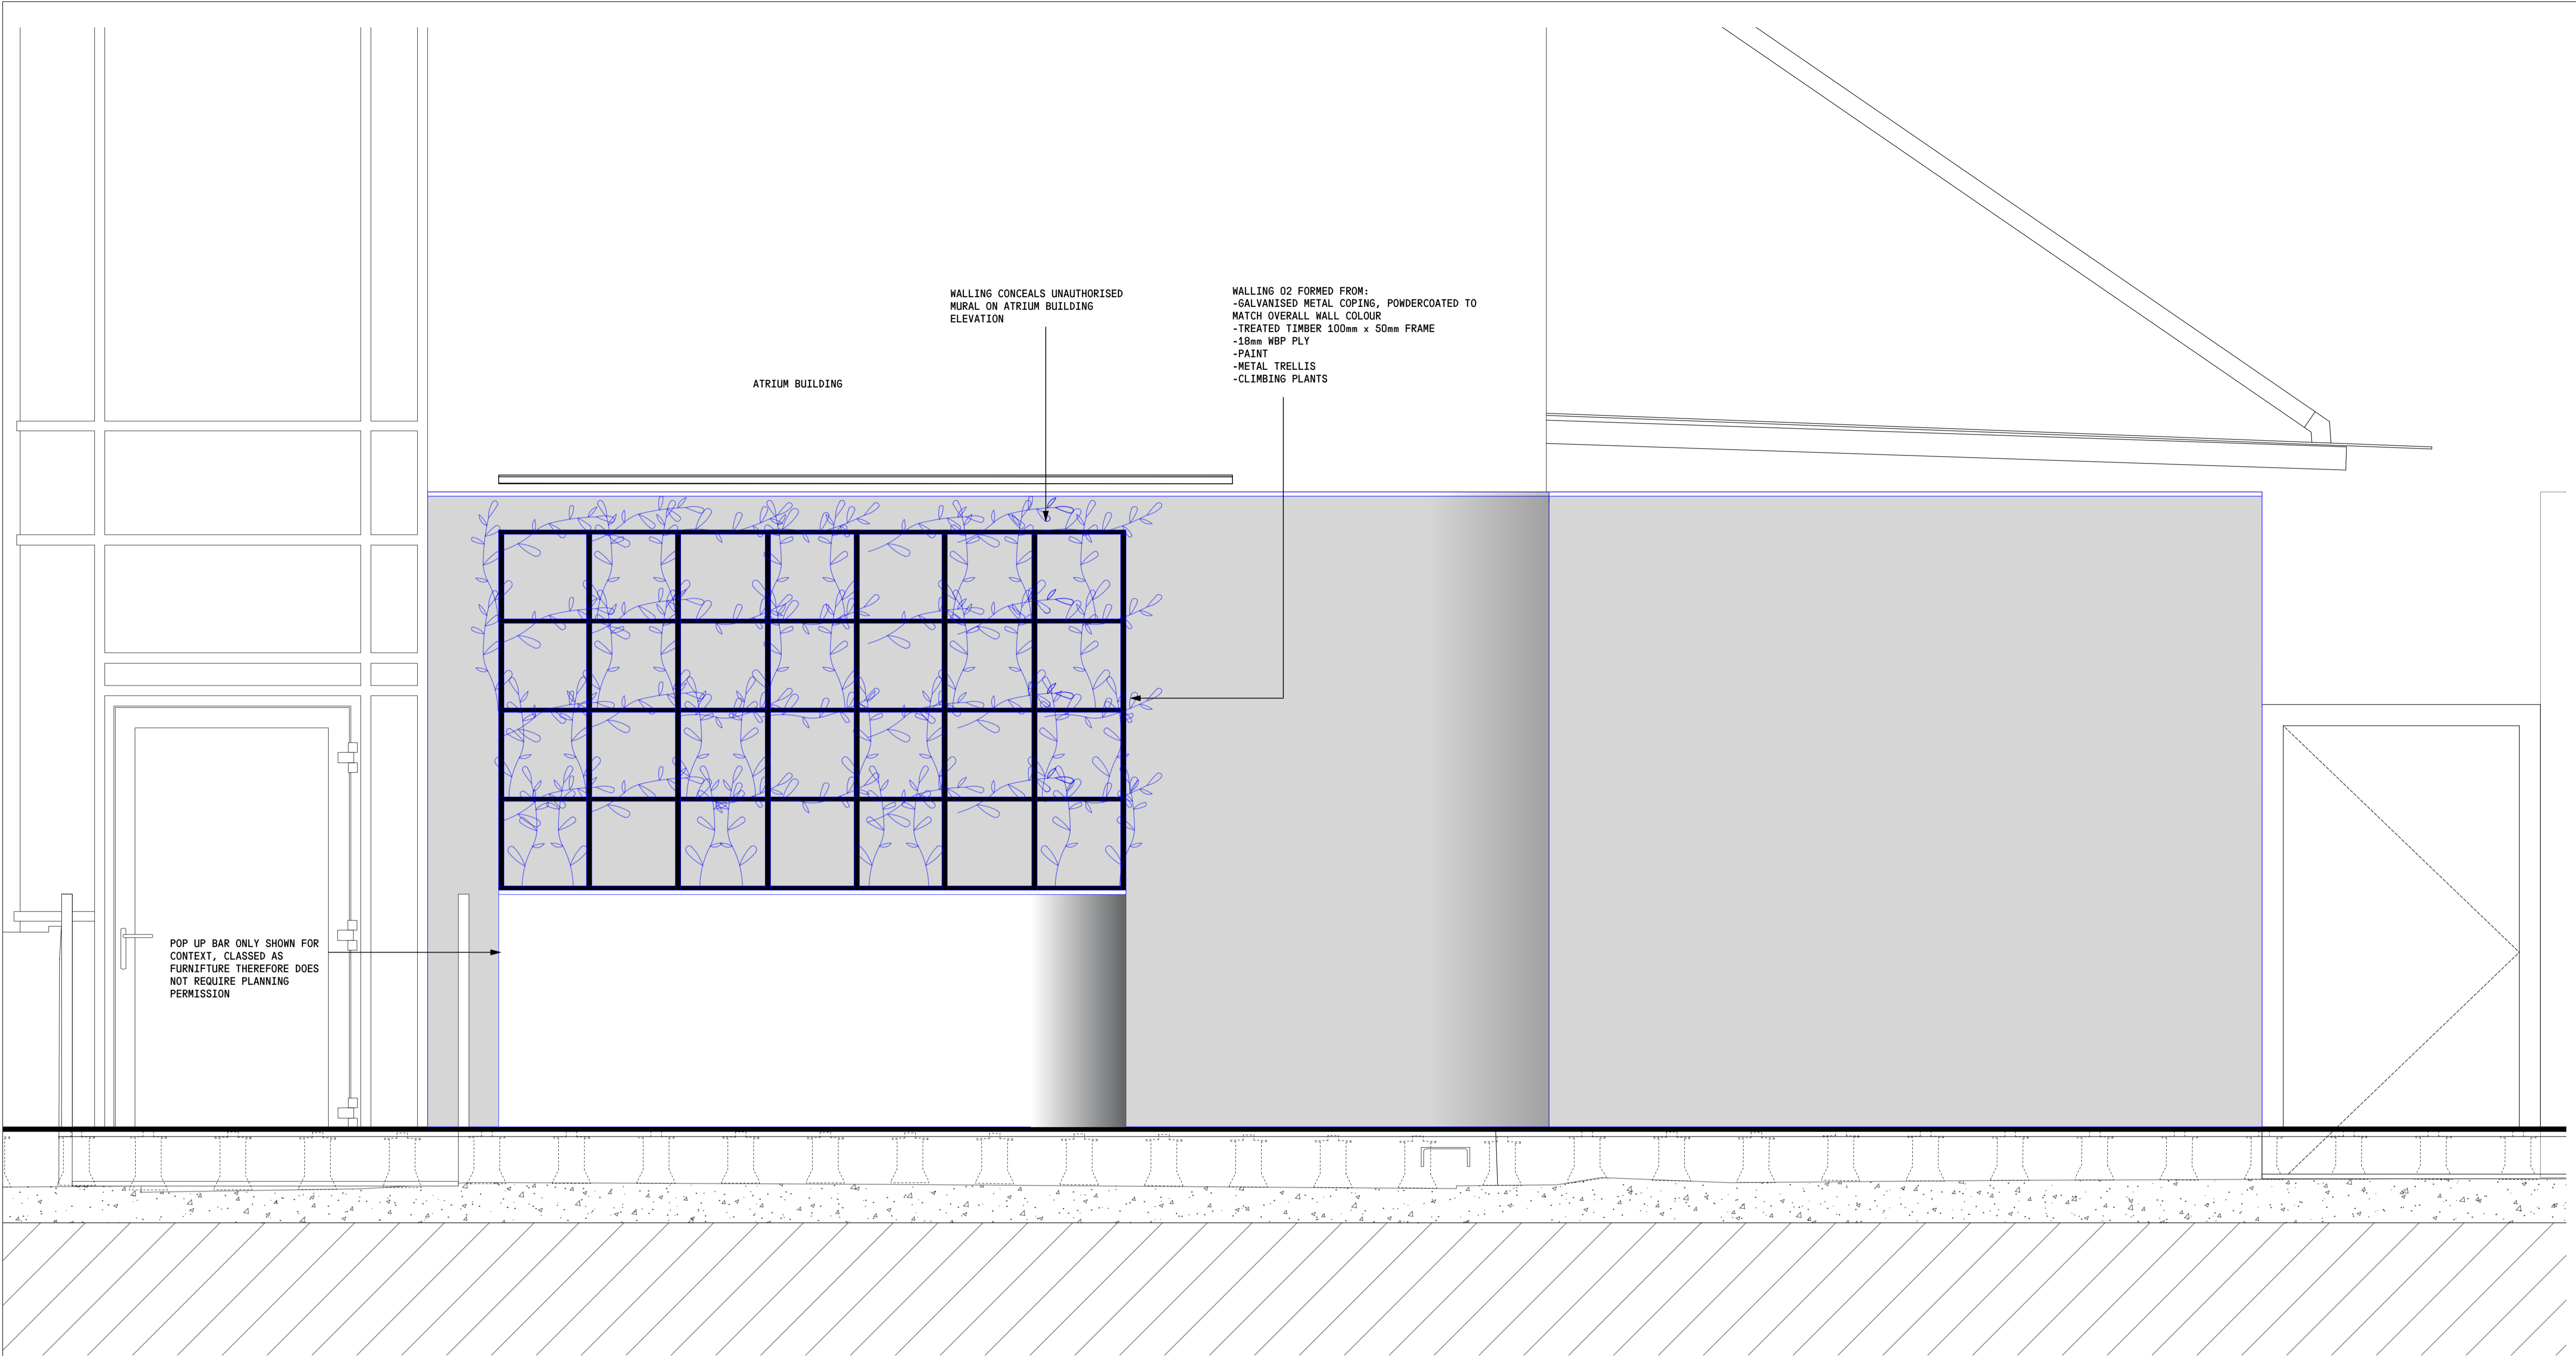 WALLING CONCEALS UNAUTHORISED
MURAL ON ATRIUM BUILDING
ELEVATION
WALLING 02 FORMED FROM:
-GALVANISED METAL COPING, POWDERCOATED TO
MATCH OVERALL WALL COLOUR
-TREATED TIMBER 100mm x 50mm FRAME
-18mm WBP PLY
-PAINT
-METAL TRELLIS
-CLIMBING PLANTS
ATRIUM BUILDING
POP UP BAR ONLY SHOWN FOR
CONTEXT, CLASSED AS
FURNIFTURE THEREFORE DOES
NOT REQUIRE PLANNING
PERMISSION